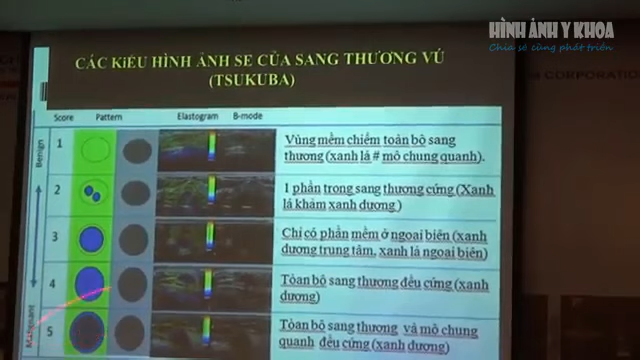 HÌNH ẢNH Y KHOA
Chia sẻ cùng phát triển
CORPORATION
CÁC KIỂU HÌNH ẢNH SE CỦA SANG THƯƠNG VÚ
(TSUKUBA)
Score Pattern Elastogram B-mode
Benign
1
Vùng mềm chiếm toàn bộ sang
thương (xanh lá # mô chung quanh).
2
1 phần trong sang thương cứng (Xanh
lá khảm xanh dương )
3
Chỉ có phần mềm ở ngoại biên (xanh
dương trung tâm, xanh lá ngoại biên)
4
Tòan bộ sang thương đều cứng (xanh
dương)
Malignant
5
Tòan bộ sang thương và mô chung
quanh đều cứng (xanh dương)